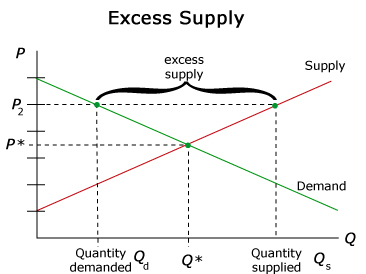 Excess Supply
P
excess
supply
Supply
P2
P*
Demand
Q
Quantity
demanded Qd
Q*
Quantity
supplied Qs